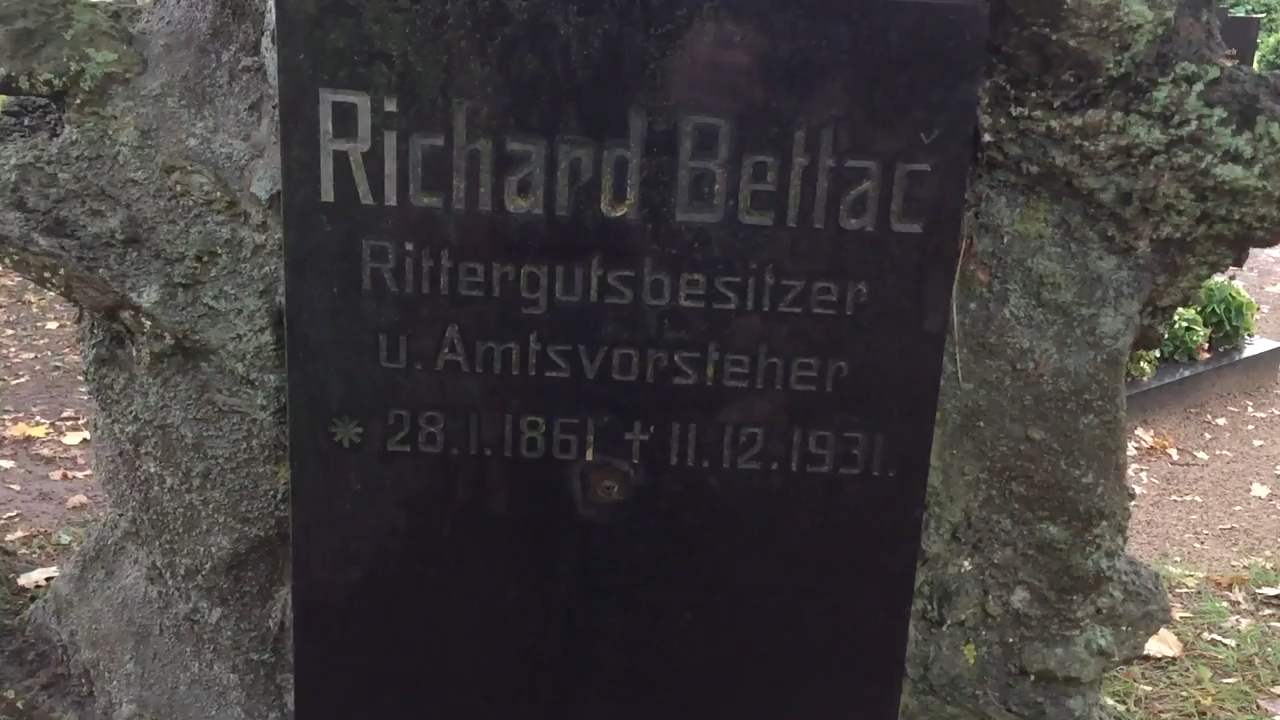 Richard Bettač
Rittergutsbesitzer
u. Amtsvorsteher
* 28.1.1861 † 11.12.1931.